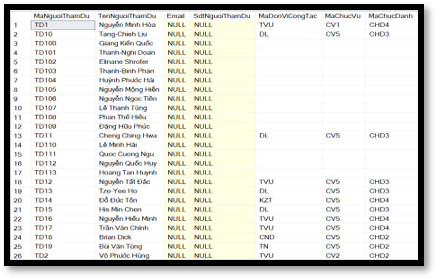 MaNguoiThamDu TenNguoiThamDu Email SdtNguoiThamDu MaDonViCongTac MaChucVu MaChucDanh
1 TD1 Nguyễn Minh Hòa NULL NULL TVU CV1 CHD4
2 TD10 Tang-Chieh Liu NULL NULL DL CV5 CHD3
3 TD100 Giang Kiến Quốc NULL NULL
4 TD101 Thanh-Nghi Doan NULL NULL
5 TD102 Elinane Shroter NULL NULL
6 TD103 Thanh-Binh Phan NULL NULL
7 TD104 Huỳnh Phước Hải NULL NULL
8 TD105 Nguyễn Mộng Hiền NULL NULL
9 TD106 Nguyễn Ngọc Tiên NULL NULL
10 TD107 Lê Thanh Tùng NULL NULL
11 TD108 Phan Thế Hiếu NULL NULL
12 TD109 Đặng Hữu Phúc NULL NULL
13 TD11 Cheng Ching-Hwa NULL NULL DL CV5 CHD3
14 TD110 Lê Minh Hải NULL NULL
15 TD111 Quoc Cuong Ngu... NULL NULL
16 TD112 Nguyễn Quốc Huy NULL NULL
17 TD113 Hoang Tan Huynh NULL NULL
18 TD12 Nguyễn Tất Đắc NULL NULL TVU CV5 CHD3
19 TD13 Tzo-Yee Ho NULL NULL DL CV5 CHD4
20 TD14 Đỗ Đức Tôn NULL NULL KZT CV5 CHD4
21 TD15 His Min-Chen NULL NULL DL CV5 CHD3
22 TD16 Nguyễn Hiếu Minh NULL NULL TVU CV5 CHD4
23 TD17 Trần Văn Chính NULL NULL TVU CV5 CHD4
24 TD18 Brian Dick NULL NULL CND CV5 CHD2
25 TD19 Bùi Văn Tùng NULL NULL TN CV5 CHD2
26 TD2 Võ Phước Hùng NULL NULL TVU CV2 CHD2